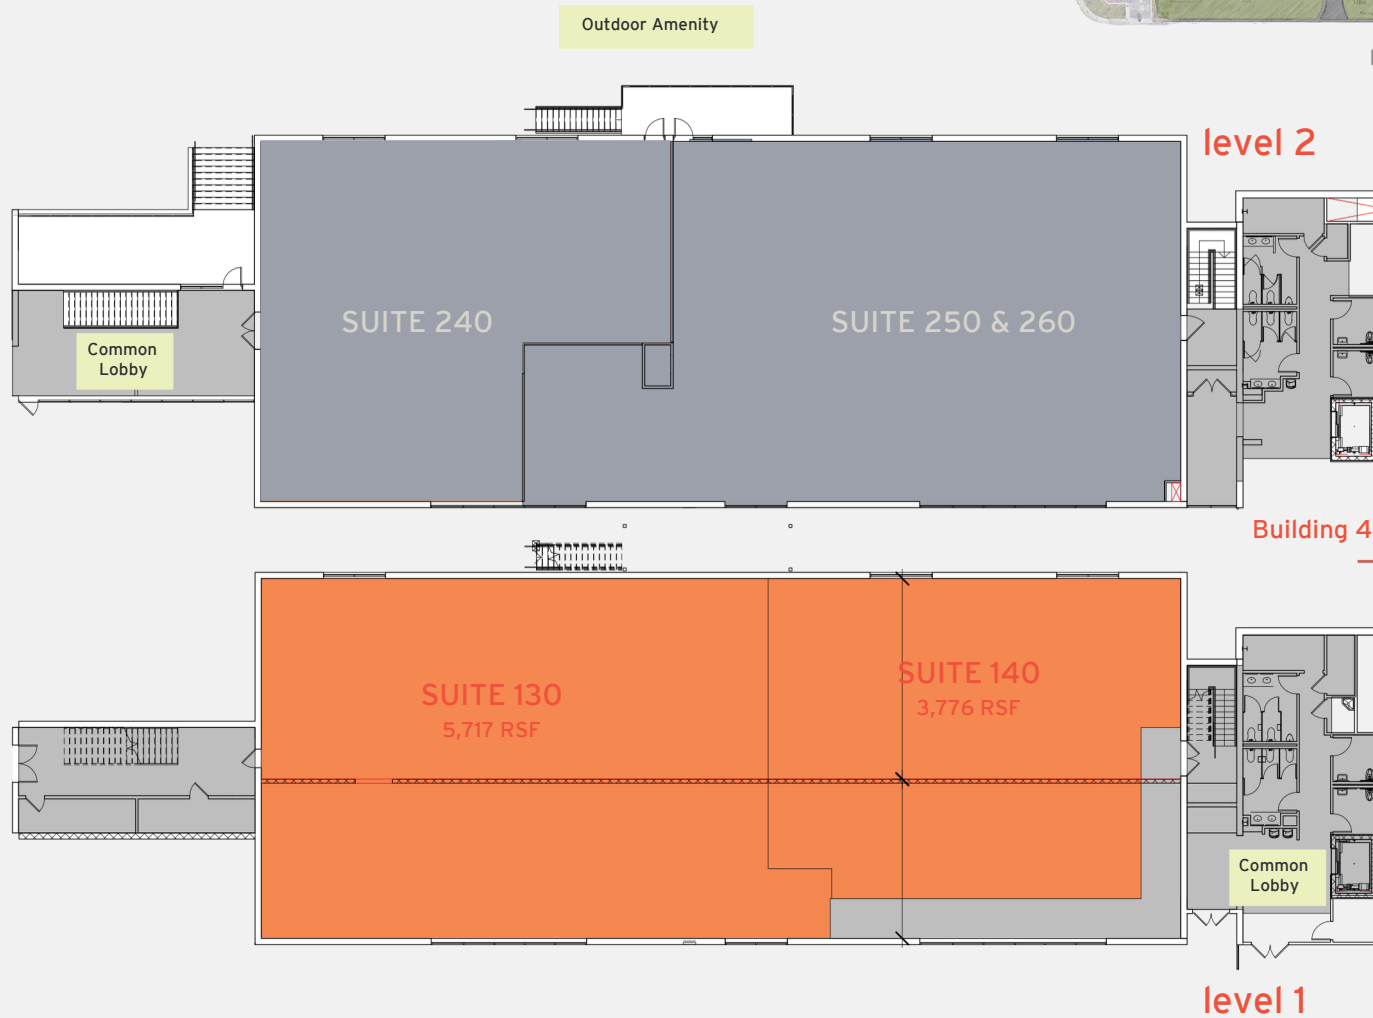 Outdoor Amenity
level 2
SUITE 240
SUITE 250 & 260
Common
Lobby
Building 4
SUITE 130
5,717 RSF
SUITE 140
3,776 RSF
Common
Lobby
level 1